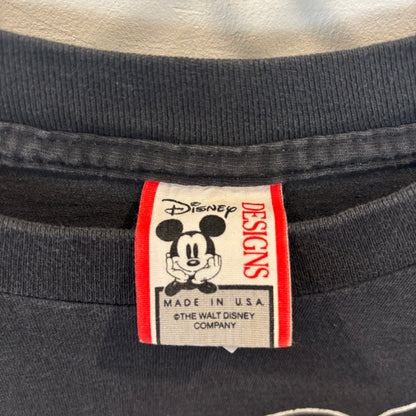 Disney
DESIGNS
MADE IN U.S.A.
©THE WALT DISNEY
COMPANY